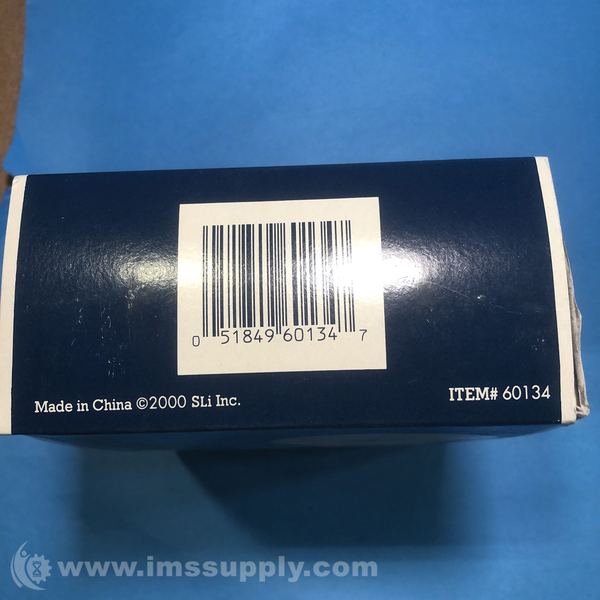 0 51849 60134 7
Made in China ©2000 SLi Inc.
ITEM# 60134
www.imssupply.com